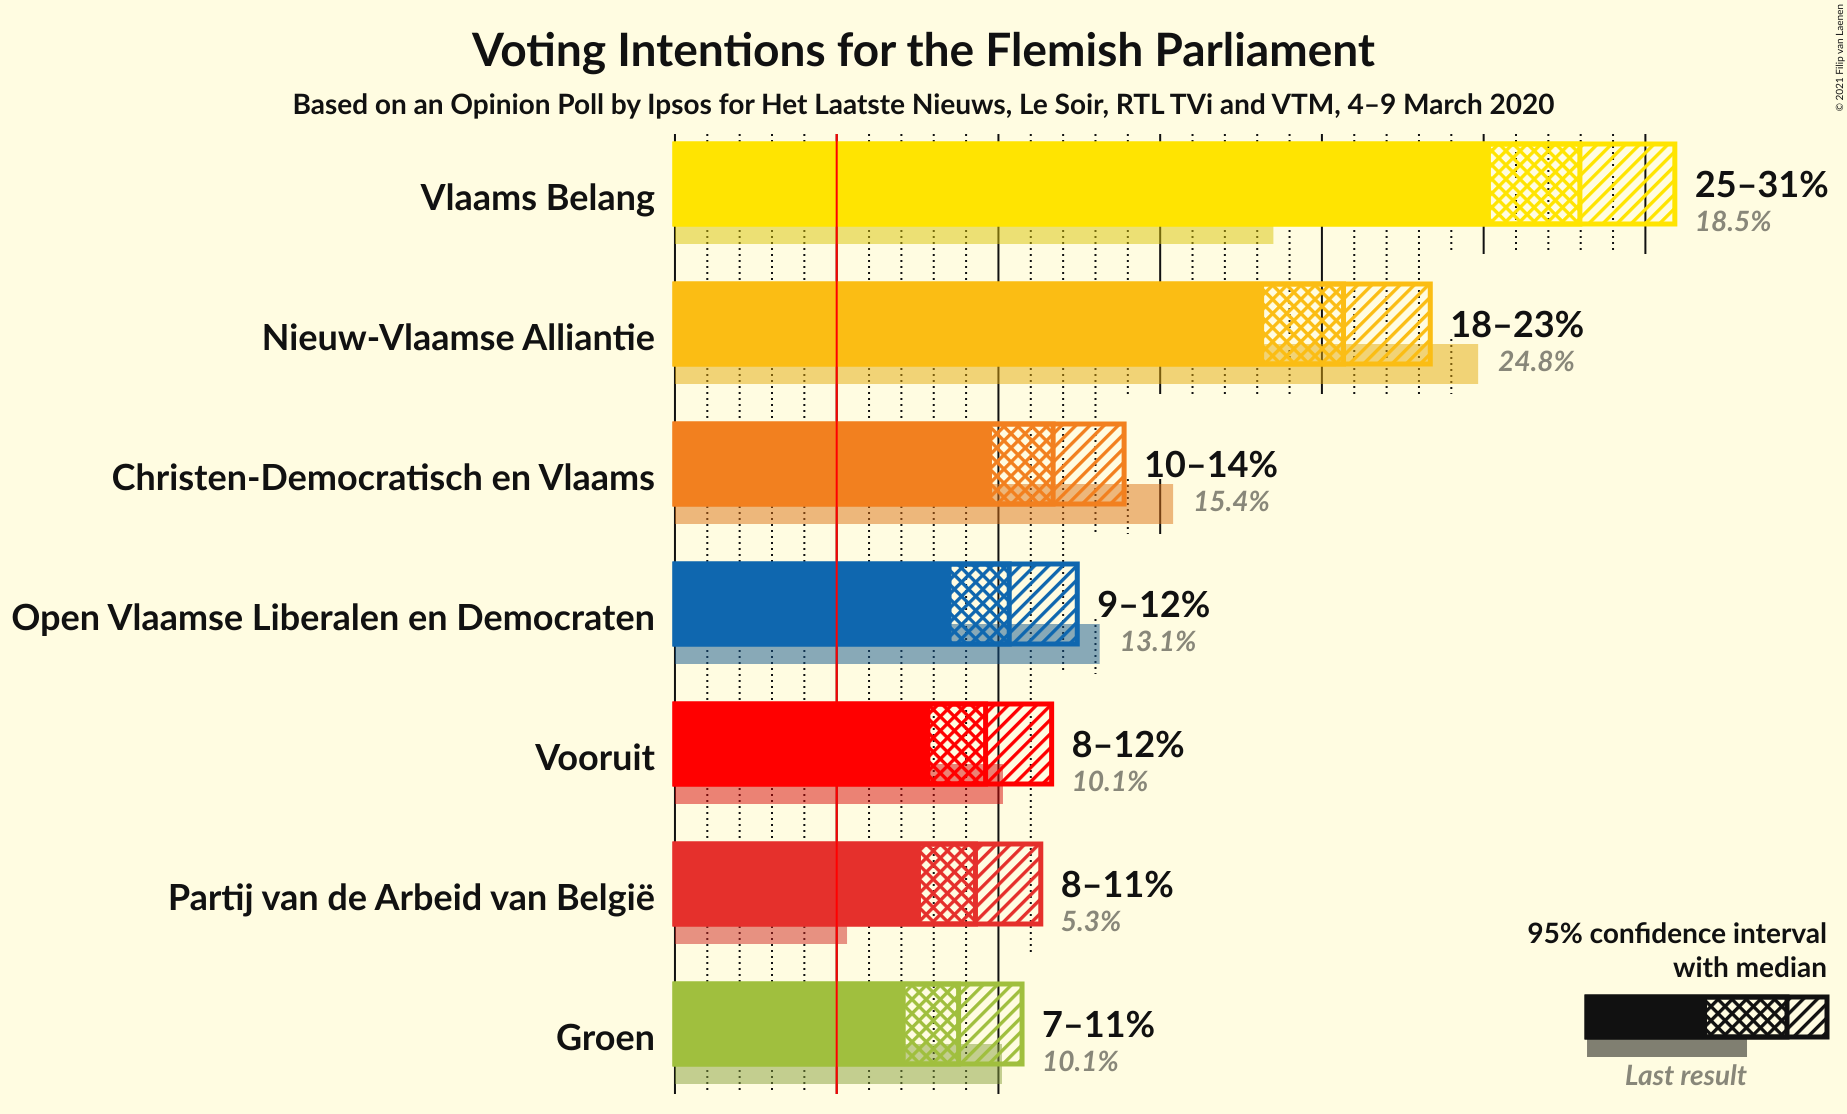 Voting Intentions for the Flemish Parliament
Based on an Opinion Poll by Ipsos for Het Laatste Nieuws, Le Soir, RTL TVi and VTM, 4–9 March 2020
© 2021 Filip van Laenen
Vlaams Belang
25–31%
18.5%
Nieuw-Vlaamse Alliantie
18–23%
24.8%
Christen-Democratisch en Vlaams
10–14%
15.4%
Open Vlaamse Liberalen en Democraten
9–12%
13.1%
Vooruit
8–12%
10.1%
Partij van de Arbeid van België
8–11%
5.3%
Groen
7–11%
10.1%
95% confidence interval
with median
Last result